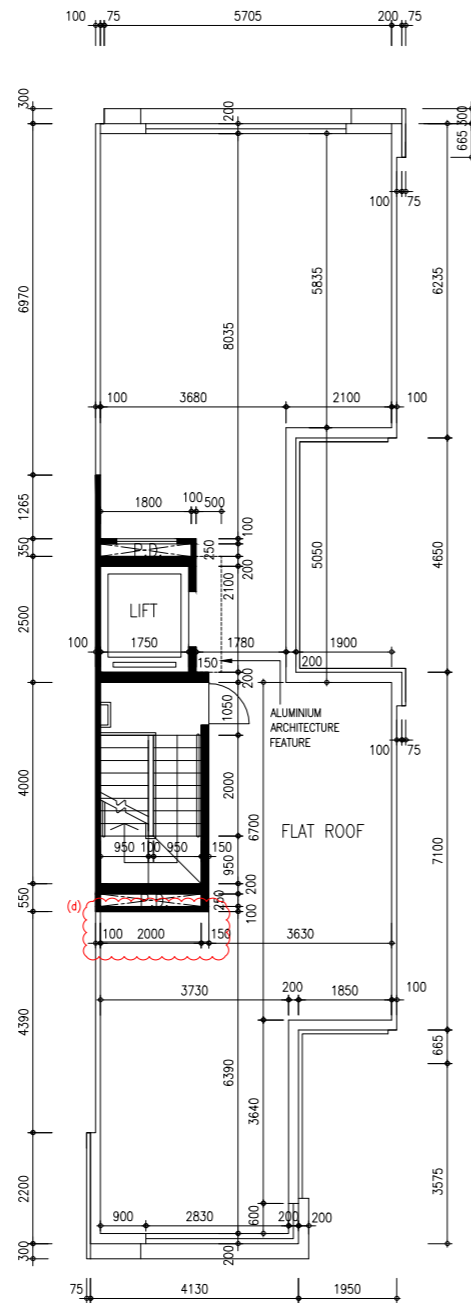 100 75 5705 200 75
300 200 300
665
100 75
6970 8035 5835 6235
100 3680 2100 100
1265 1800 100 500
100
350 P.D. 250 200
2500 LIFT 2100 5050 4650
100 1750 1780 1900
150 200
200
1050 ALUMINIUM
ARCHITECTURE
FEATURE
100 75
4000 2000 6700 FLAT ROOF 7100
950 100 950 150 950
550 P.D. 200
250
(d) 100
100 2000 150 3630
3730 200 1850 100
4390 6390 3640 665
2200 3575
900 2830 600 200 200
300 200
75 4130 1950